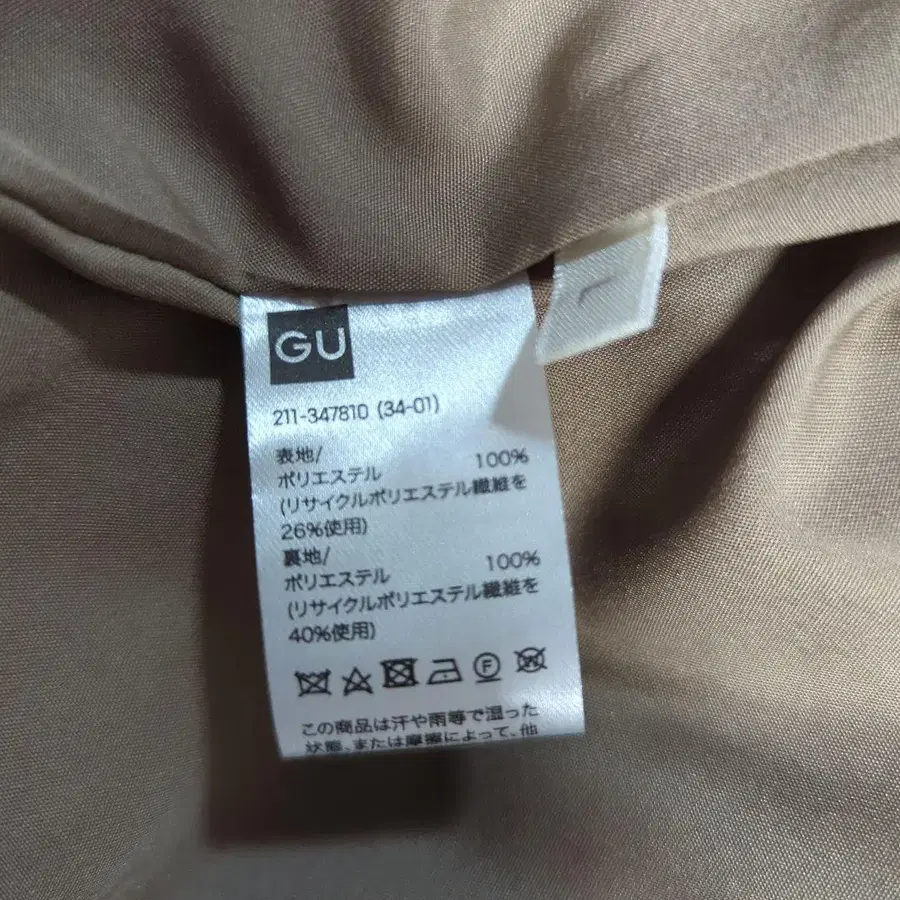 GU
L
211-347810 (34-01)
表地/
ポリエステル 100%
(リサイクルポリエステル繊維を
26%使用)
裏地/
ポリエステル 100%
(リサイクルポリエステル繊維を
40%使用)
F W
この商品は汗や雨等で湿った
状態、または摩擦によって、他